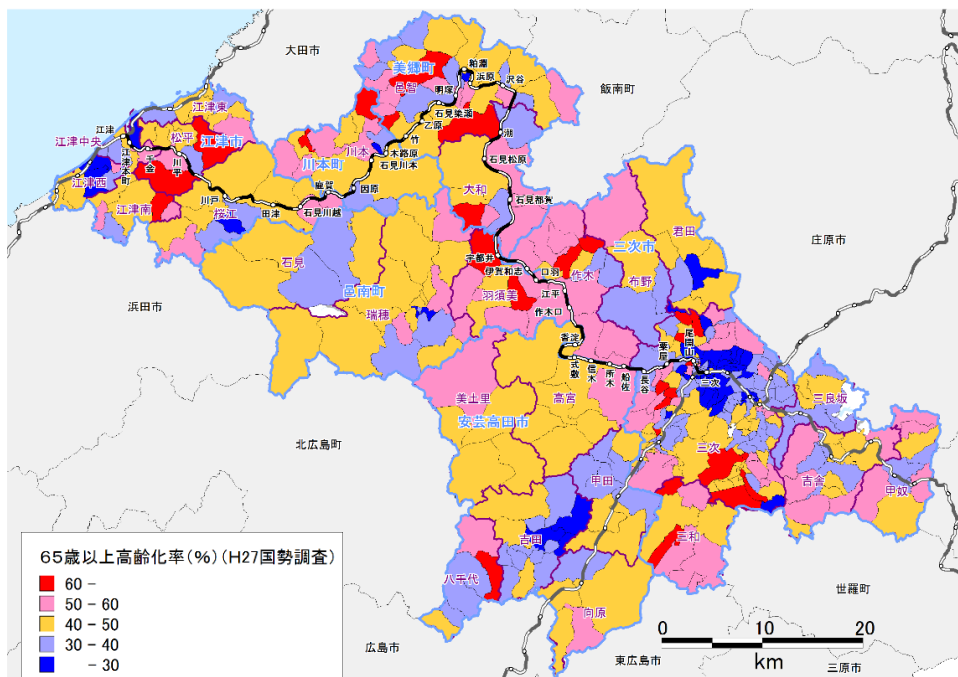 大田市
飯南町
美郷町
粕淵
浜原
沢谷
邑智
明塚
石見簗瀬
乙原
竹
江津東
江津
江津中央
松平
江津市
川本
木路原
石見川本
潮
石見松原
江津本町
千金
川平
川本町
江津西
因原
鹿賀
大和
石見都賀
江津南
川戸
桜江
田津
石見川越
君田
三次市
庄原市
宇都井
伊賀和志
口羽
作木
布野
石見
邑南町
羽須美
江平
浜田市
瑞穂
作木口
香淀
尾関山
粟屋
式敷
信木
所木
船佐
長谷
三次
美土里
高宮
三良坂
安芸高田市
北広島町
三次
甲田
吉舎
甲奴
吉田
三和
65歳以上高齢化率(%)(H27国勢調査)
60 -
50 - 60
40 - 50
30 - 40
- 30
八千代
世羅町
向原
広島市
東広島市
三原市
0 10 20
km